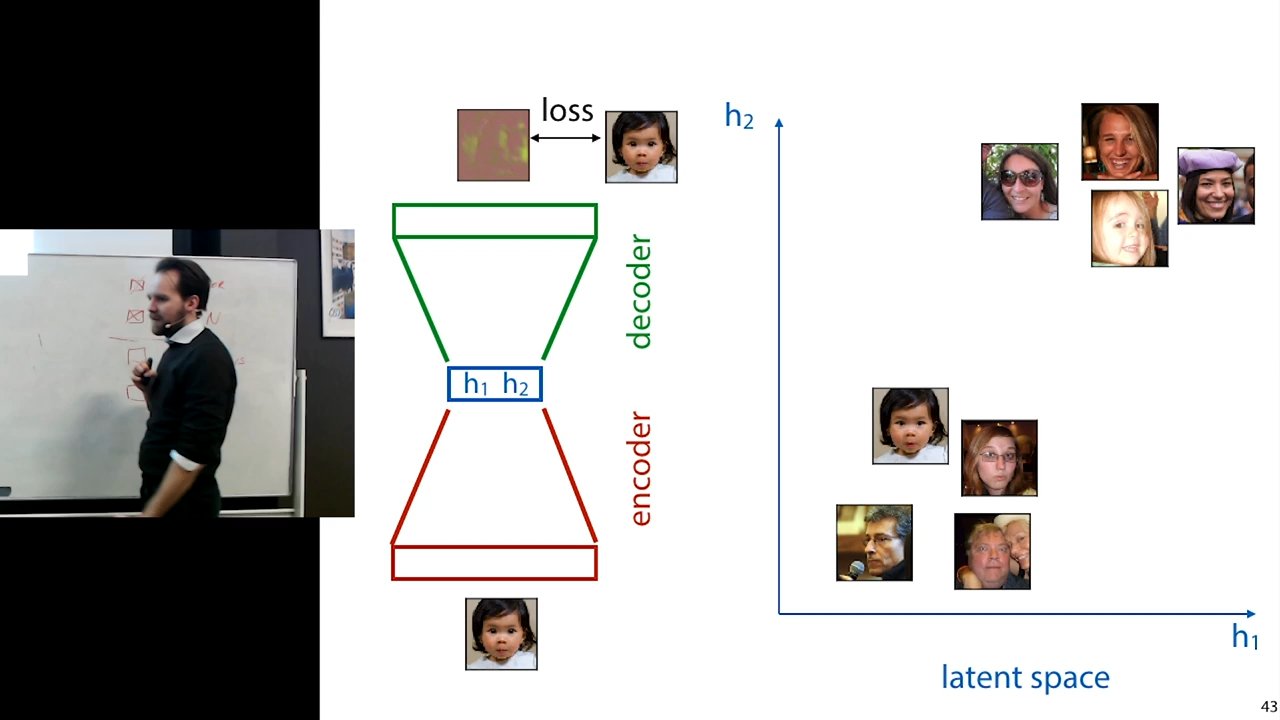 loss
h₂
decoder
h₁ h₂
encoder
h₁
latent space
43